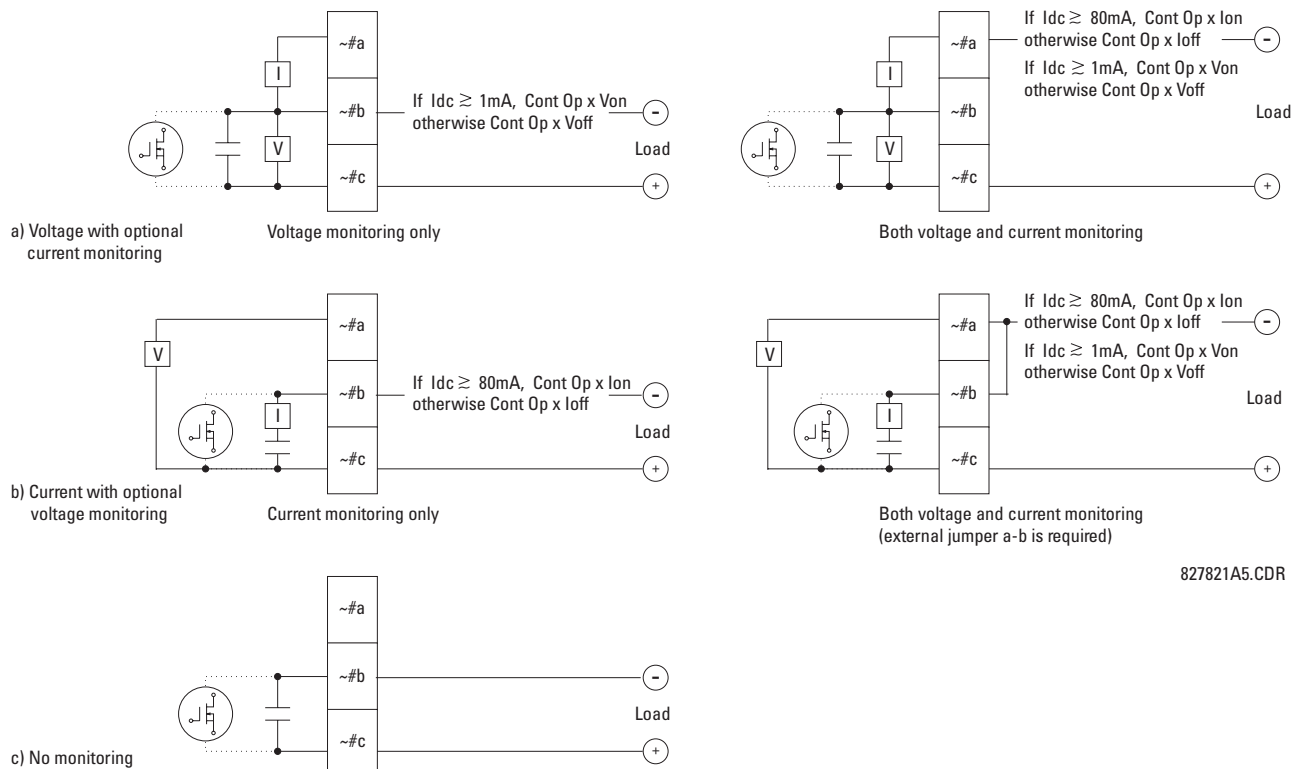 ~#a
I
~#b
If Idc ≳ 1mA, Cont Op x Von
otherwise Cont Op x Voff
-
V
Load
~#c
+
a) Voltage with optional
current monitoring
Voltage monitoring only
If Idc ≳ 80mA, Cont Op x Ion
otherwise Cont Op x Ioff
-
~#a
If Idc ≳ 1mA, Cont Op x Von
otherwise Cont Op x Voff
I
~#b
Load
V
~#c
+
Both voltage and current monitoring
~#a
V
~#b
If Idc ≳ 80mA, Cont Op x Ion
otherwise Cont Op x Ioff
-
I
Load
~#c
+
b) Current with optional
voltage monitoring
Current monitoring only
If Idc ≳ 80mA, Cont Op x Ion
otherwise Cont Op x Ioff
-
~#a
If Idc ≳ 1mA, Cont Op x Von
otherwise Cont Op x Voff
V
~#b
Load
I
~#c
+
Both voltage and current monitoring
(external jumper a-b is required)
827821A5.CDR
~#a
~#b
-
Load
~#c
+
c) No monitoring